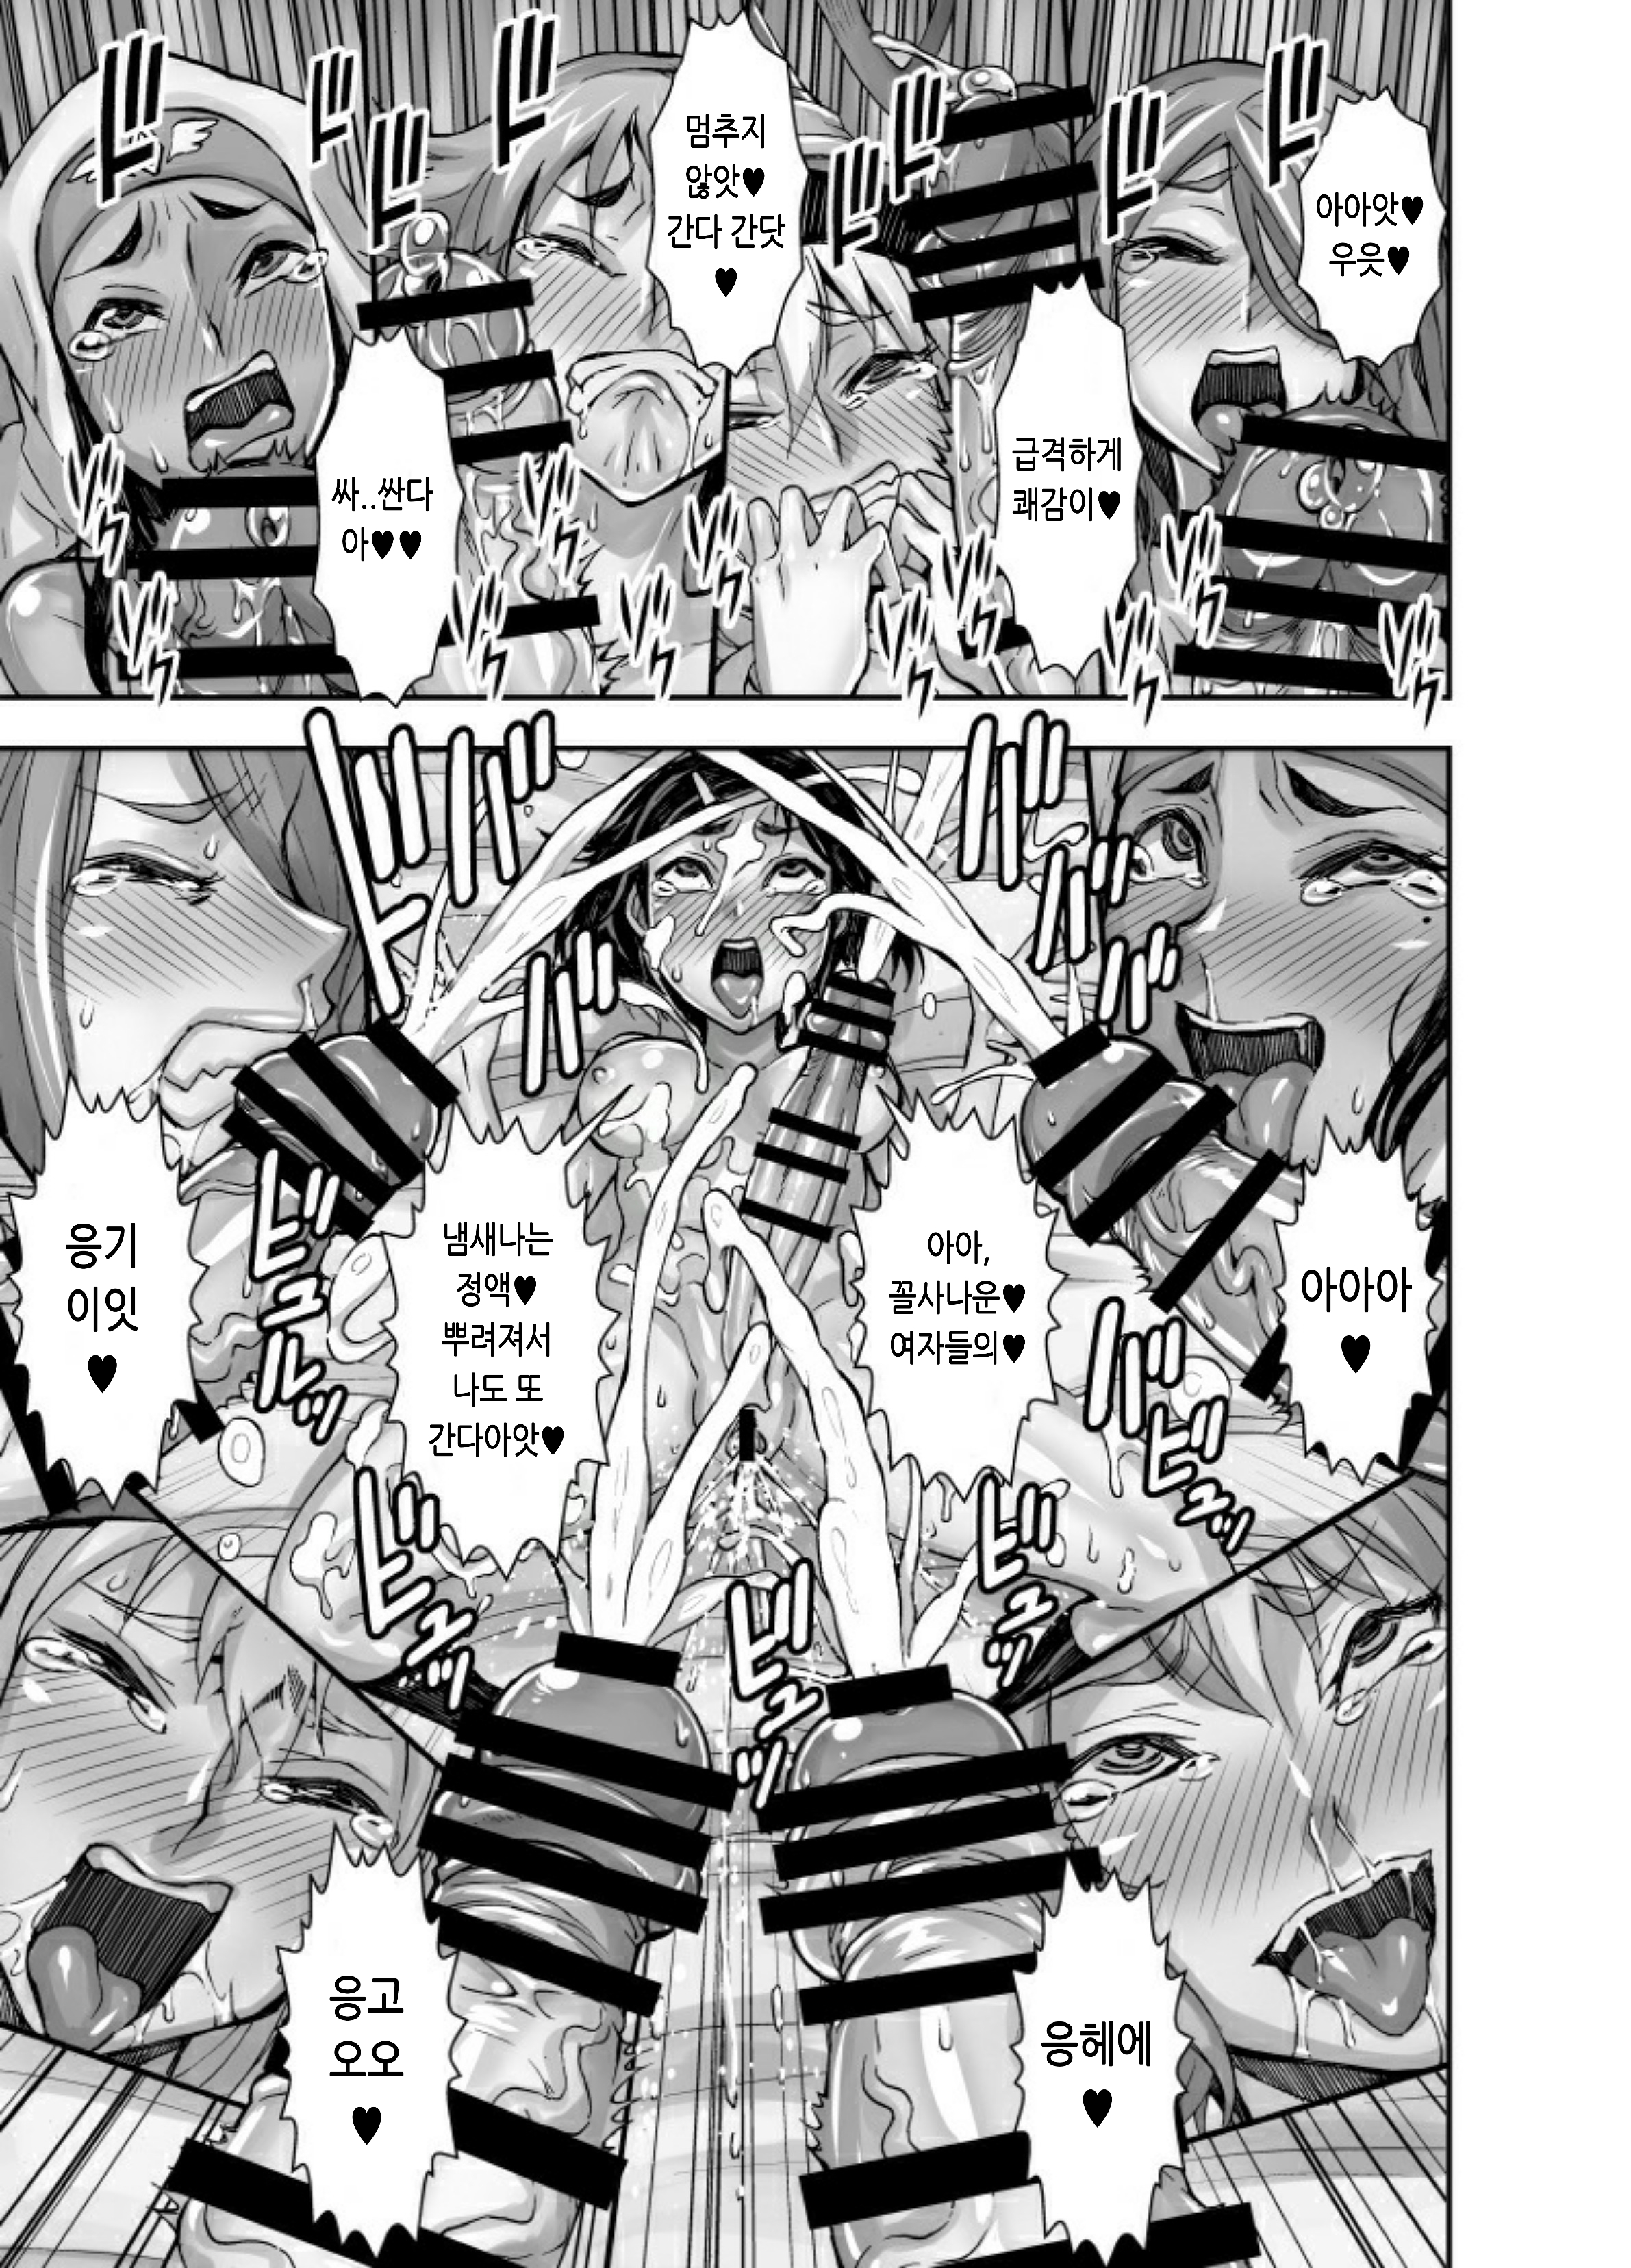 아아앗♥
우읏♥
급격하게
쾌감이♥
멈추지
않앗♥
간다 간닷
♥
싸..싼다
아♥♥
아아아
♥
아아,
꼴사나운♥
여자들의♥
냄새나는
정액♥
뿌려져서
나도 또
간다아앗♥
응기
이잇
♥
응헤에
♥
응고
오오
♥